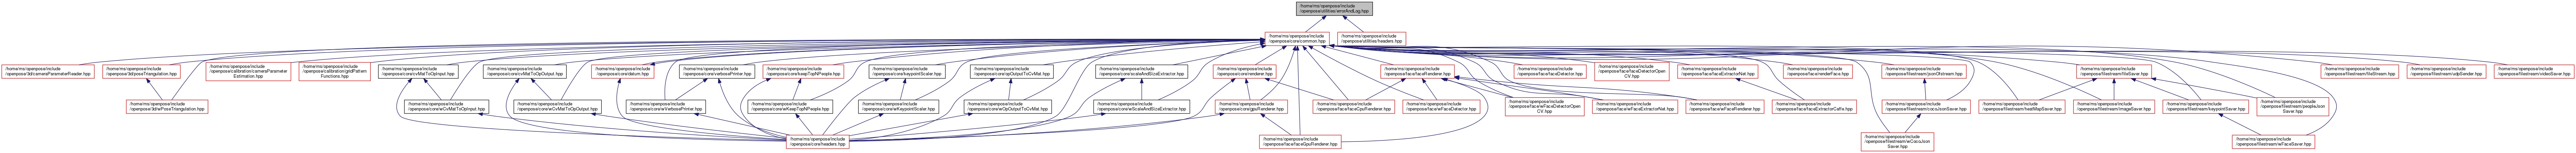 /home/ms/openpose/include
/openpose/utilities/errorAndLog.hpp
/home/ms/openpose/include
/openpose/core/common.hpp
/home/ms/openpose/include
/openpose/utilities/headers.hpp
/home/ms/openpose/include
/openpose/3d/cameraParameterReader.hpp
/home/ms/openpose/include
/openpose/3d/poseTriangulation.hpp
/home/ms/openpose/include
/openpose/calibration/cameraParameter
Estimation.hpp
/home/ms/openpose/include
/openpose/calibration/gridPattern
Functions.hpp
/home/ms/openpose/include
/openpose/core/cvMatToOpInput.hpp
/home/ms/openpose/include
/openpose/core/cvMatToOpOutput.hpp
/home/ms/openpose/include
/openpose/core/datum.hpp
/home/ms/openpose/include
/openpose/core/verbosePrinter.hpp
/home/ms/openpose/include
/openpose/core/keepTopNPeople.hpp
/home/ms/openpose/include
/openpose/core/keypointScaler.hpp
/home/ms/openpose/include
/openpose/core/opOutputToCvMat.hpp
/home/ms/openpose/include
/openpose/core/scaleAndSizeExtractor.hpp
/home/ms/openpose/include
/openpose/core/renderer.hpp
/home/ms/openpose/include
/openpose/face/faceRenderer.hpp
/home/ms/openpose/include
/openpose/face/faceDetector.hpp
/home/ms/openpose/include
/openpose/face/faceDetectorOpen
CV.hpp
/home/ms/openpose/include
/openpose/face/faceExtractorNet.hpp
/home/ms/openpose/include
/openpose/face/renderFace.hpp
/home/ms/openpose/include
/openpose/filestream/jsonOfstream.hpp
/home/ms/openpose/include
/openpose/filestream/fileSaver.hpp
/home/ms/openpose/include
/openpose/filestream/fileStream.hpp
/home/ms/openpose/include
/openpose/filestream/udpSender.hpp
/home/ms/openpose/include
/openpose/filestream/videoSaver.hpp
/home/ms/openpose/include
/openpose/3d/wPoseTriangulation.hpp
/home/ms/openpose/include
/openpose/core/wCvMatToOpInput.hpp
/home/ms/openpose/include
/openpose/core/wCvMatToOpOutput.hpp
/home/ms/openpose/include
/openpose/core/wVerbosePrinter.hpp
/home/ms/openpose/include
/openpose/core/wKeepTopNPeople.hpp
/home/ms/openpose/include
/openpose/core/wKeypointScaler.hpp
/home/ms/openpose/include
/openpose/core/wOpOutputToCvMat.hpp
/home/ms/openpose/include
/openpose/core/wScaleAndSizeExtractor.hpp
/home/ms/openpose/include
/openpose/core/gpuRenderer.hpp
/home/ms/openpose/include
/openpose/face/faceCpuRenderer.hpp
/home/ms/openpose/include
/openpose/face/wFaceDetector.hpp
/home/ms/openpose/include
/openpose/face/wFaceDetectorOpen
CV.hpp
/home/ms/openpose/include
/openpose/face/wFaceExtractorNet.hpp
/home/ms/openpose/include
/openpose/face/wFaceRenderer.hpp
/home/ms/openpose/include
/openpose/face/faceExtractorCaffe.hpp
/home/ms/openpose/include
/openpose/filestream/cocoJsonSaver.hpp
/home/ms/openpose/include
/openpose/filestream/heatMapSaver.hpp
/home/ms/openpose/include
/openpose/filestream/imageSaver.hpp
/home/ms/openpose/include
/openpose/filestream/keypointSaver.hpp
/home/ms/openpose/include
/openpose/filestream/peopleJson
Saver.hpp
/home/ms/openpose/include
/openpose/core/headers.hpp
/home/ms/openpose/include
/openpose/face/faceGpuRenderer.hpp
/home/ms/openpose/include
/openpose/filestream/wCocoJson
Saver.hpp
/home/ms/openpose/include
/openpose/filestream/wFaceSaver.hpp